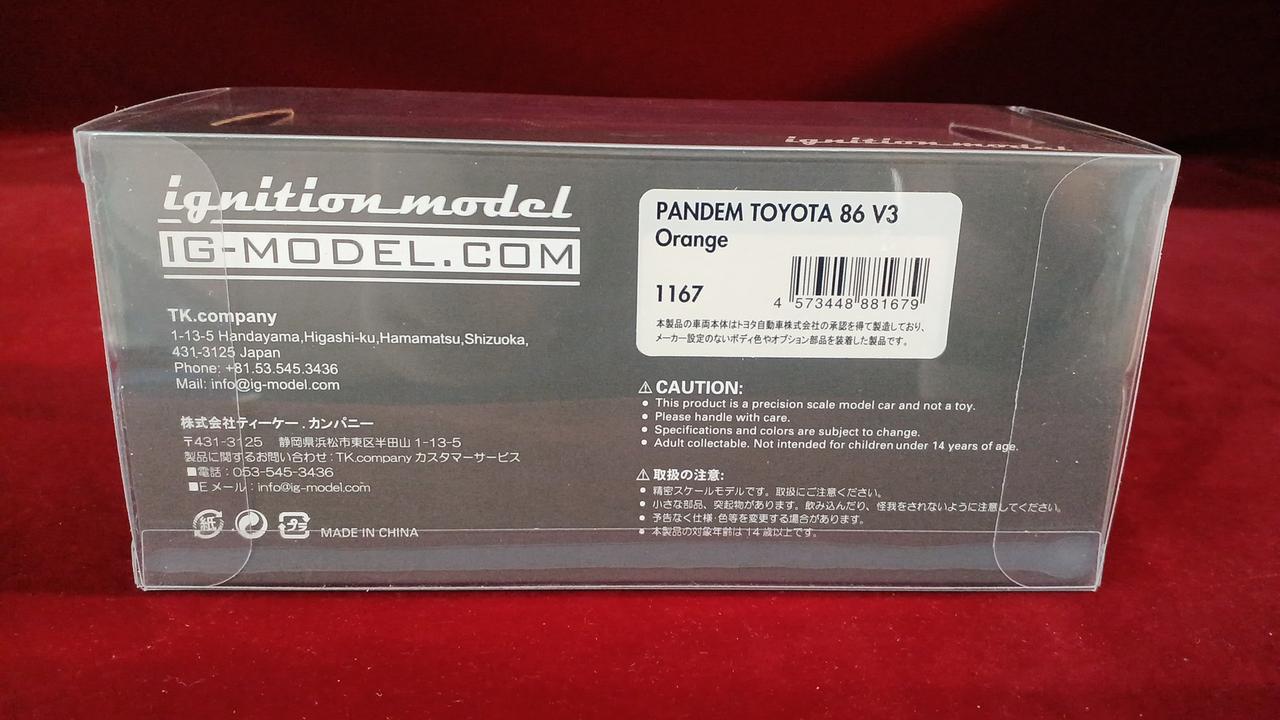 ignition model
ignition model
IG-MODEL.COM
TK.company
1-13-5 Handayama,Higashi-ku,Hamamatsu,Shizuoka,
431-3125 Japan
Phone: +81.53.545.3436
Mail: info@ig-model.com
株式会社ティーケー.カンパニー
〒431-3125 静岡県浜松市東区半田山 1-13-5
製品に関するお問い合わせ:TK.company カスタマーサービス
■電話:053-545-3436
■Eメール:info@ig-model.com
紙 プラ MADE IN CHINA
PANDEM TOYOTA 86 V3
Orange
1167
4 573448 881679
本製品の車両本体はトヨタ自動車株式会社の承認を得て製造しており、
メーカー設定のないボディ色やオプション部品を装着した製品です。
⚠ CAUTION:
● This product is a precision scale model car and not a toy.
● Please handle with care.
● Specifications and colors are subject to change.
● Adult collectable. Not intended for children under 14 years of age.
⚠ 取扱の注意:
● 精密スケールモデルです。取扱にご注意ください。
● 小さな部品、突起物があります。飲み込んだり、怪我をされないように注意してください。
● 予告なく仕様・色等を変更する場合があります。
● 本製品の対象年齢は 14 歳以上です。